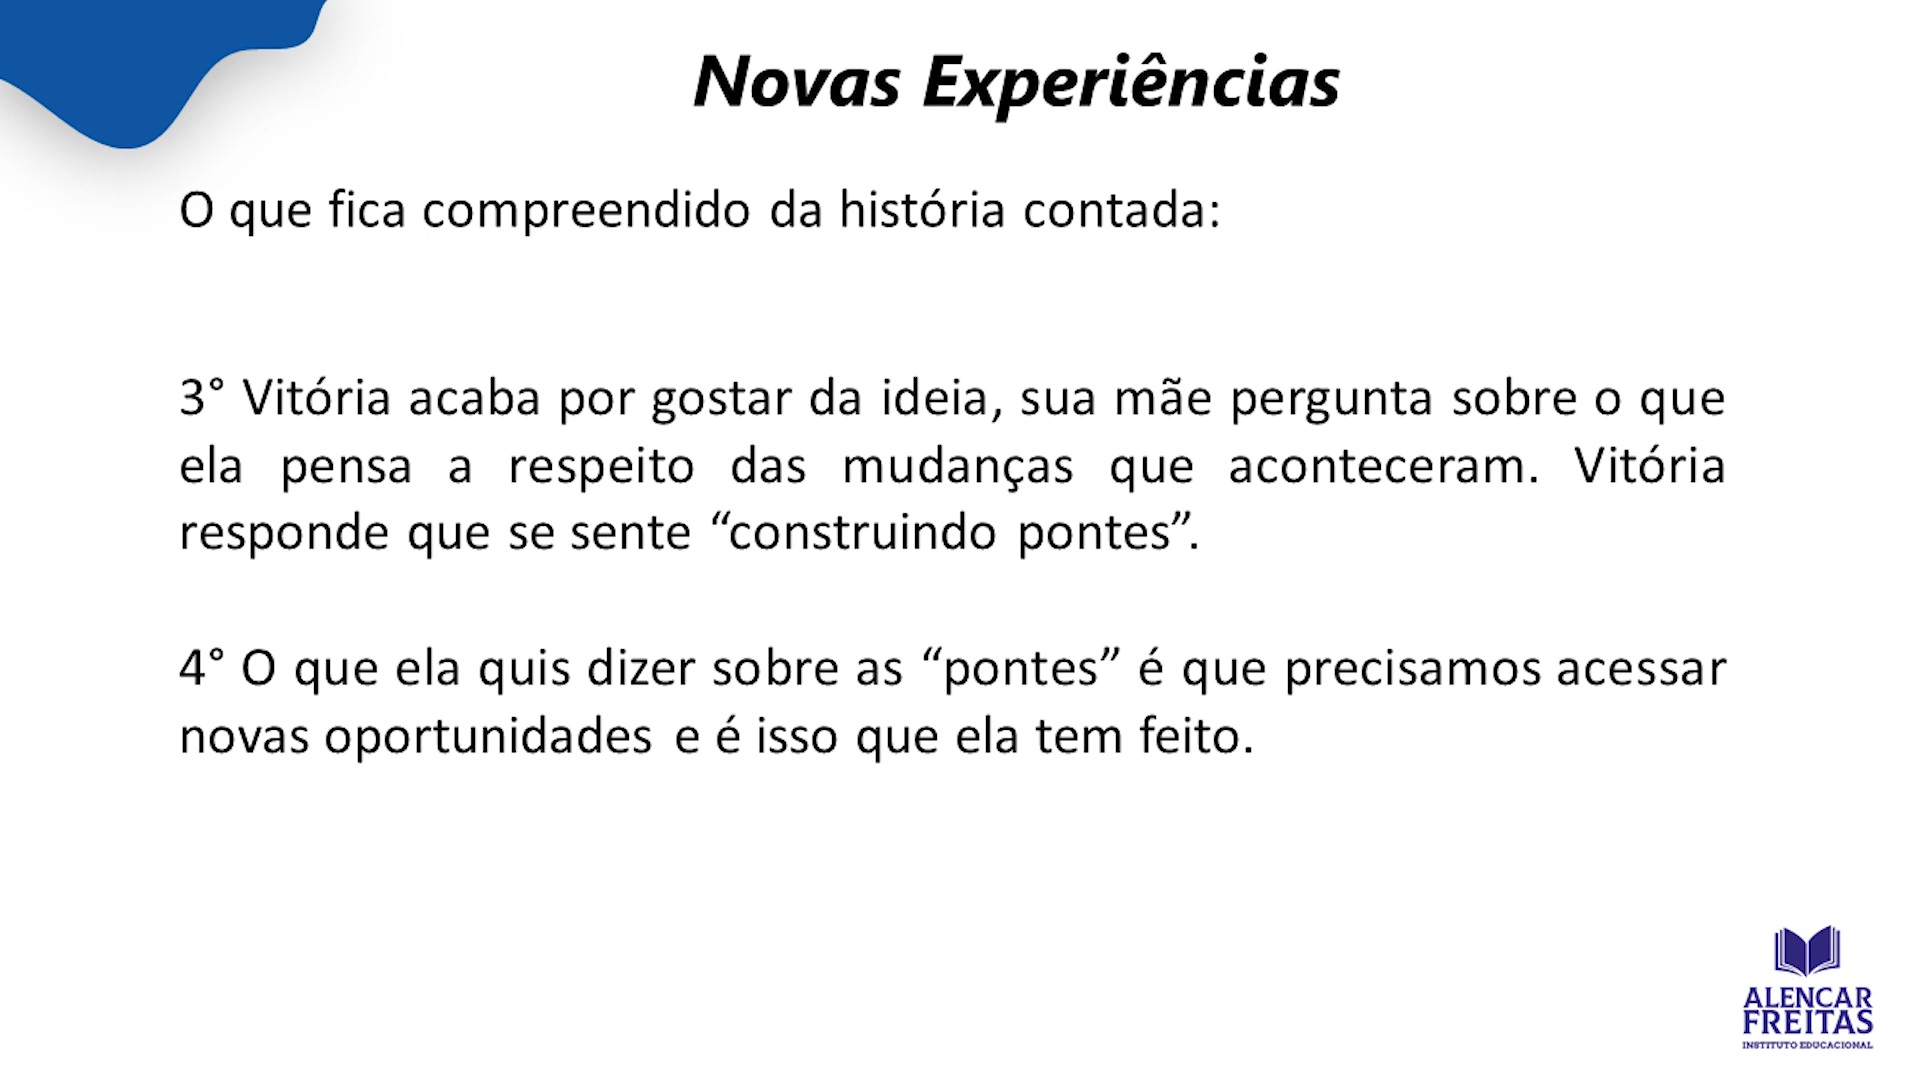 Novas Experiências
O que fica compreendido da história contada:
3° Vitória acaba por gostar da ideia, sua mãe pergunta sobre o que
ela pensa a respeito das mudanças que aconteceram. Vitória
responde que se sente “construindo pontes”.
4° O que ela quis dizer sobre as “pontes” é que precisamos acessar
novas oportunidades e é isso que ela tem feito.
ALENCAR
FREITAS
INSTITUTO EDUCACIONAL